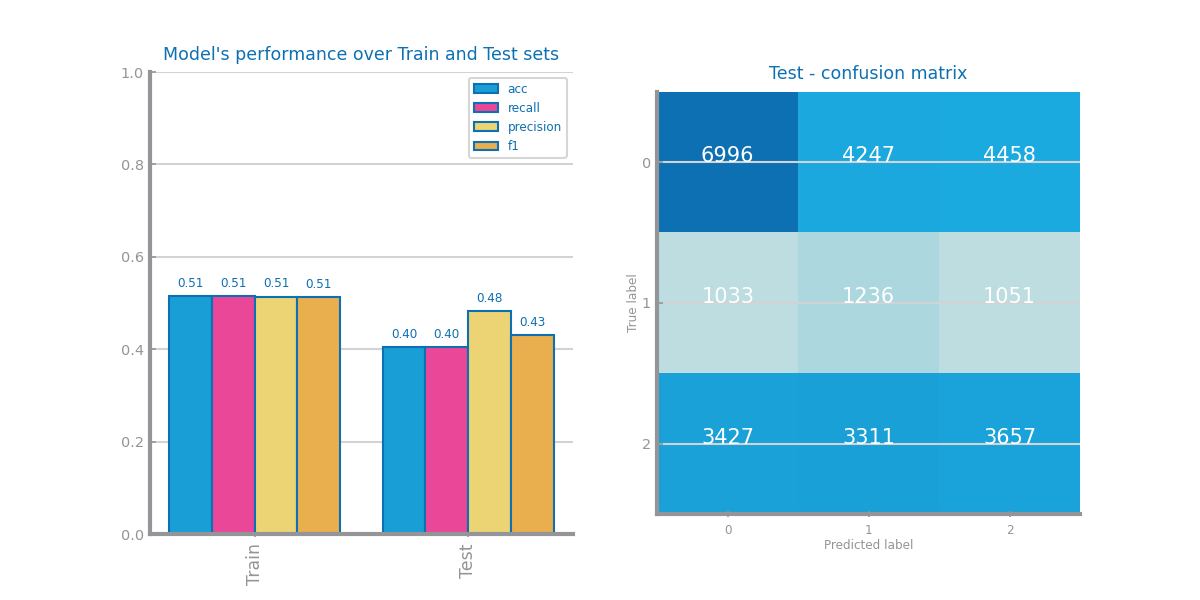 Model's performance over Train and Test sets
1.0
0.8
0.6
0.4
0.2
0.0
acc
recall
precision
f1
0.51 0.51 0.51 0.51
0.40 0.40 0.48 0.43
Train Test
Test - confusion matrix
True label
0 6996 4247 4458
1 1033 1236 1051
2 3427 3311 3657
0 1 2
Predicted label